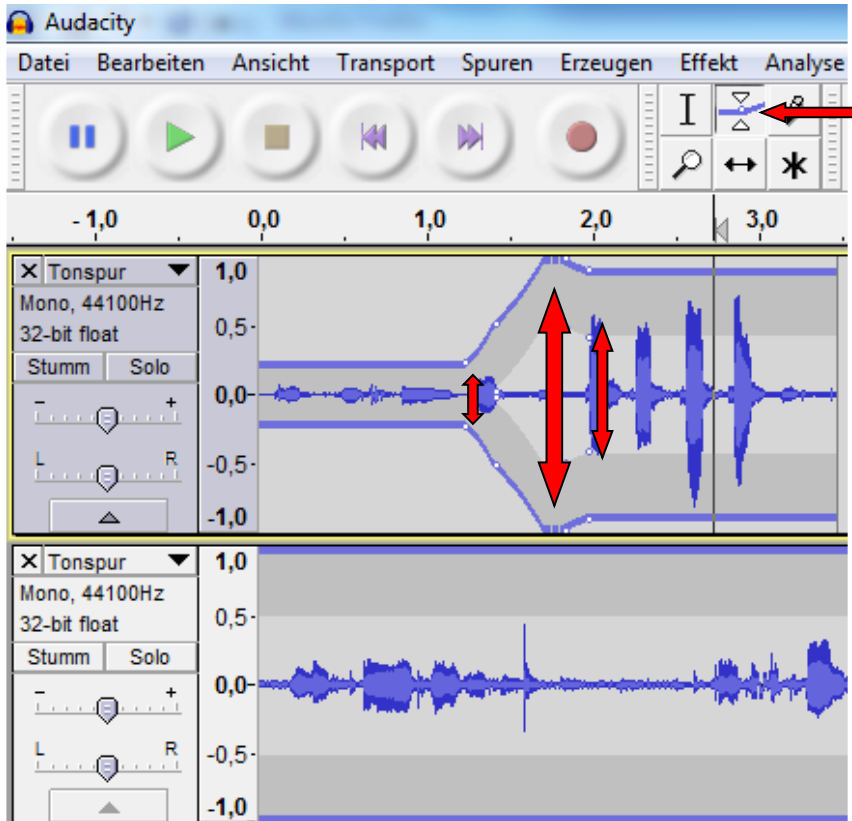 Audacity
Datei Bearbeiten Ansicht Transport Spuren Erzeugen Effekt Analyse
- 1,0 0,0 1,0 2,0 3,0
X Tonspur 1,0
Mono, 44100Hz
32-bit float 0,5
Stumm Solo
- + 0,0
L R -0,5
-1,0
X Tonspur 1,0
Mono, 44100Hz
32-bit float 0,5
Stumm Solo
- + 0,0
L R -0,5
-1,0